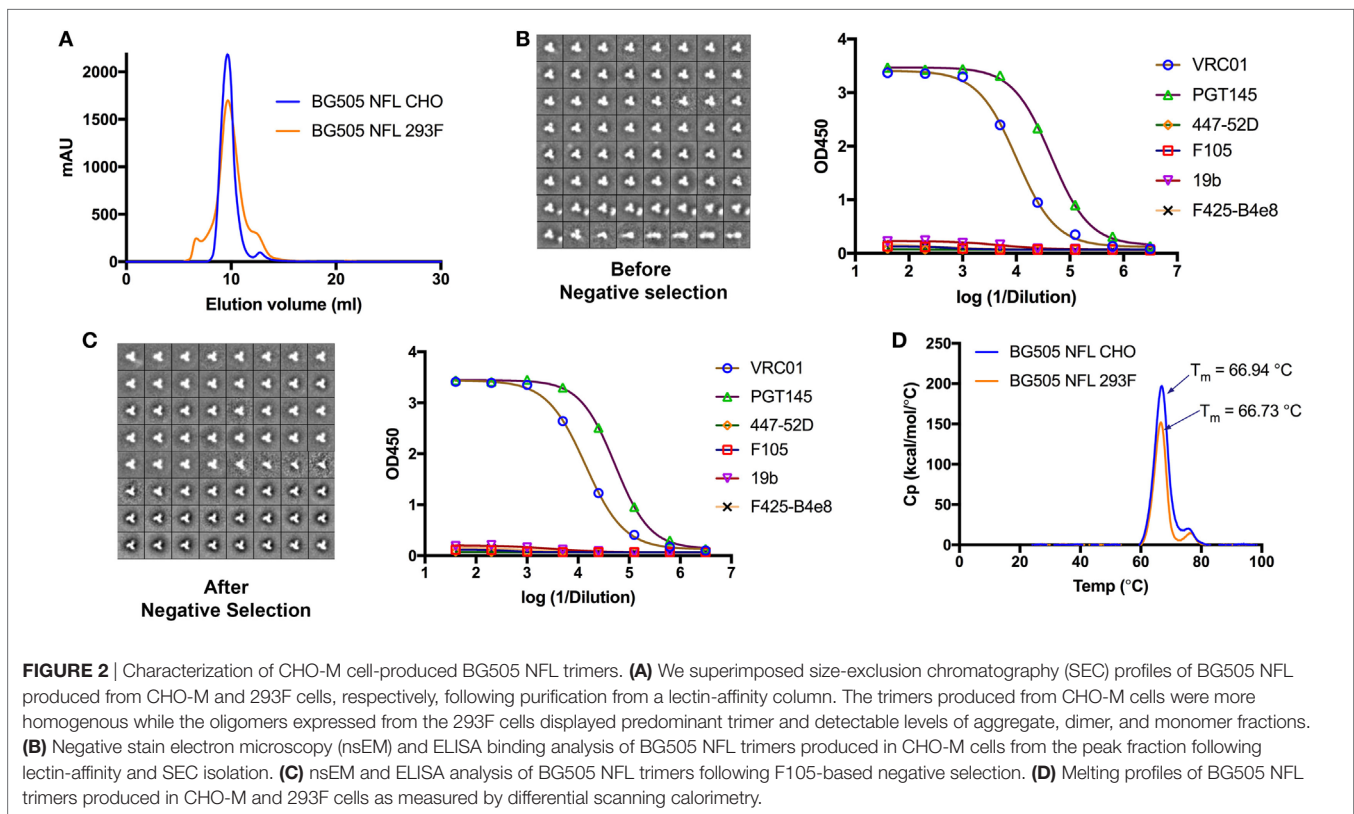 A
2000
1500
1000
500
0
mAU
0 10 20 30
Elution volume (ml)
BG505 NFL CHO
BG505 NFL 293F
B
Before
Negative selection
4
3
2
1
0
OD450
1 2 3 4 5 6 7
log (1/Dilution)
VRC01
PGT145
447-52D
F105
19b
F425-B4e8
C
After
Negative Selection
4
3
2
1
0
OD450
1 2 3 4 5 6 7
log (1/Dilution)
VRC01
PGT145
447-52D
F105
19b
F425-B4e8
D
250
200
150
100
50
0
Cp (kcal/mol/°C)
0 20 40 60 80 100
Temp (°C)
BG505 NFL CHO
BG505 NFL 293F
Tm = 66.94 °C
Tm = 66.73 °C
FIGURE 2 | Characterization of CHO-M cell-produced BG505 NFL trimers. (A) We superimposed size-exclusion chromatography (SEC) profiles of BG505 NFL
produced from CHO-M and 293F cells, respectively, following purification from a lectin-affinity column. The trimers produced from CHO-M cells were more
homogenous while the oligomers expressed from the 293F cells displayed predominant trimer and detectable levels of aggregate, dimer, and monomer fractions.
(B) Negative stain electron microscopy (nsEM) and ELISA binding analysis of BG505 NFL trimers produced in CHO-M cells from the peak fraction following
lectin-affinity and SEC isolation. (C) nsEM and ELISA analysis of BG505 NFL trimers following F105-based negative selection. (D) Melting profiles of BG505 NFL
trimers produced in CHO-M and 293F cells as measured by differential scanning calorimetry.